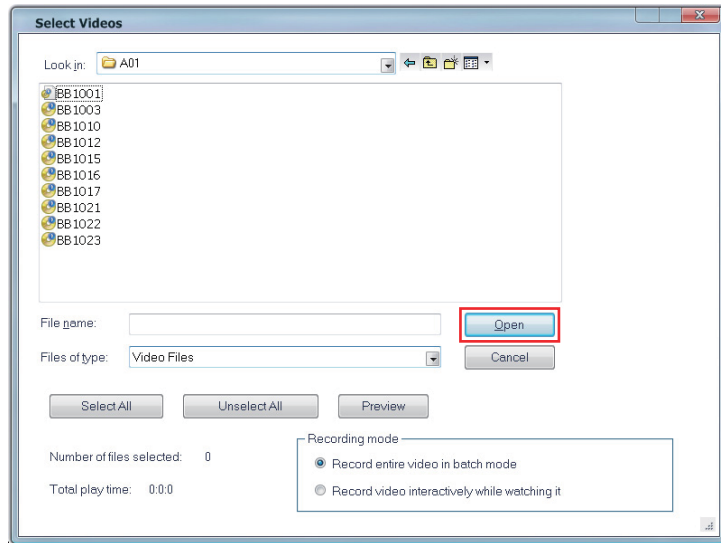 Select Videos
Look in: A01
BB1001
BB1003
BB1010
BB1012
BB1015
BB1016
BB1017
BB1021
BB1022
BB1023
File name: Open
Files of type: Video Files Cancel
Select All Unselect All Preview
Recording mode
Number of files selected: 0 Record entire video in batch mode
Total play time: 0:0:0 Record video interactively while watching it